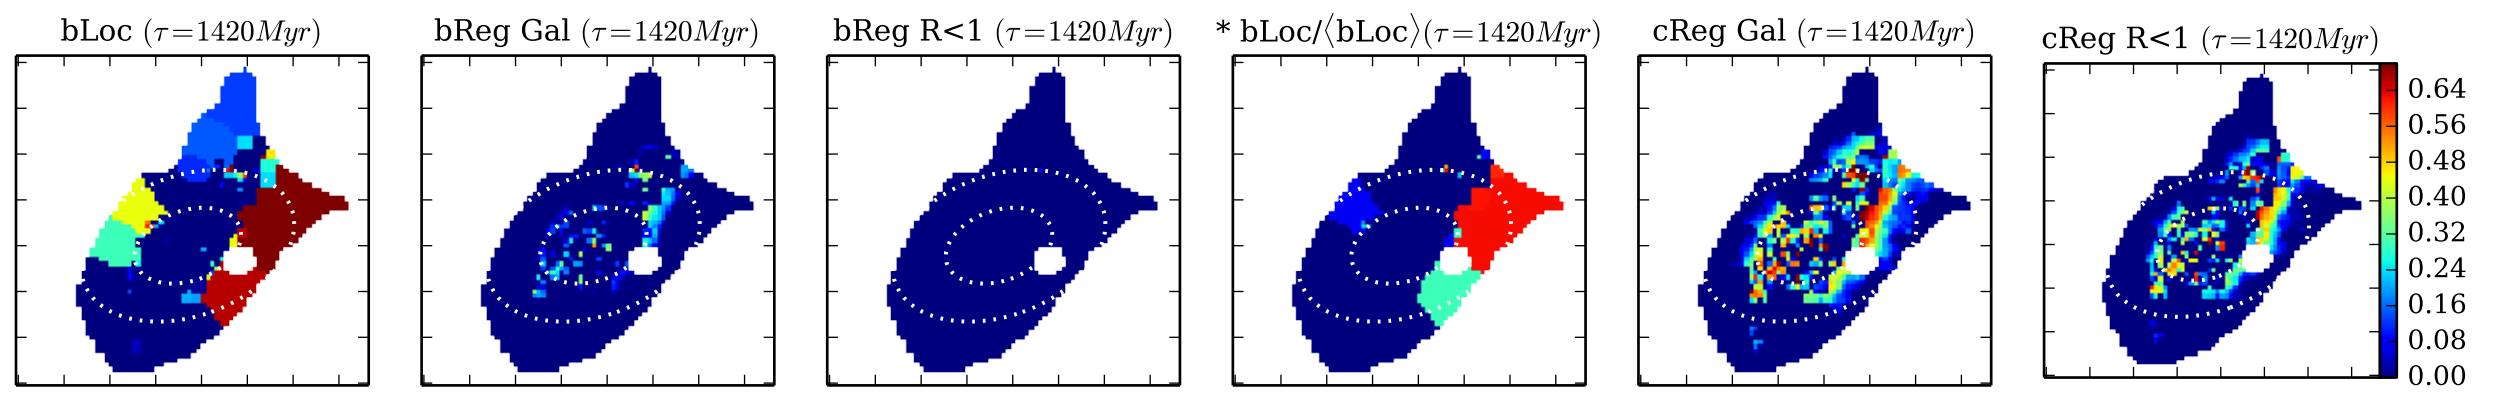 bLoc (τ=1420Myr)
bReg Gal (τ=1420Myr)
bReg R<1 (τ=1420Myr)
* bLoc/⟨bLoc⟩(τ=1420Myr)
cReg Gal (τ=1420Myr)
cReg R<1 (τ=1420Myr)
0.64
0.56
0.48
0.40
0.32
0.24
0.16
0.08
0.00